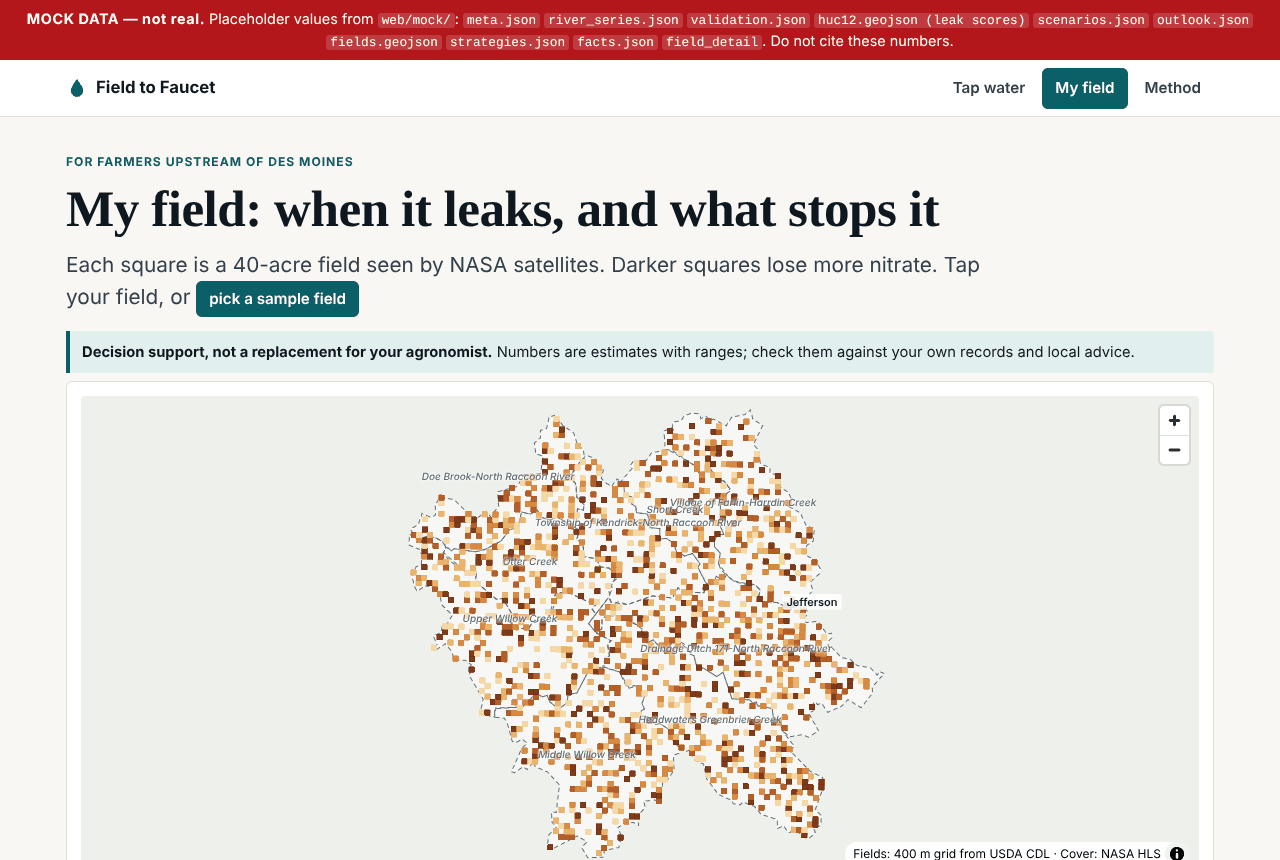 MOCK DATA — not real. Placeholder values from web/mock/: meta.json river_series.json validation.json huc12.geojson (leak scores) scenarios.json outlook.json
fields.geojson strategies.json facts.json field_detail. Do not cite these numbers.
Field to Faucet
Tap water
My field
Method
FOR FARMERS UPSTREAM OF DES MOINES
My field: when it leaks, and what stops it
Each square is a 40-acre field seen by NASA satellites. Darker squares lose more nitrate. Tap
your field, or pick a sample field
Decision support, not a replacement for your agronomist. Numbers are estimates with ranges; check them against your own records and local advice.
+
−
Doe Brook-North Raccoon River
Village of Farlin-Hardin Creek
Short Creek
Township of Kendrick-North Raccoon River
Otter Creek
Jefferson
Upper Willow Creek
Drainage Ditch 171-North Raccoon River
Headwaters Greenbrier Creek
Middle Willow Creek
Fields: 400 m grid from USDA CDL · Cover: NASA HLS